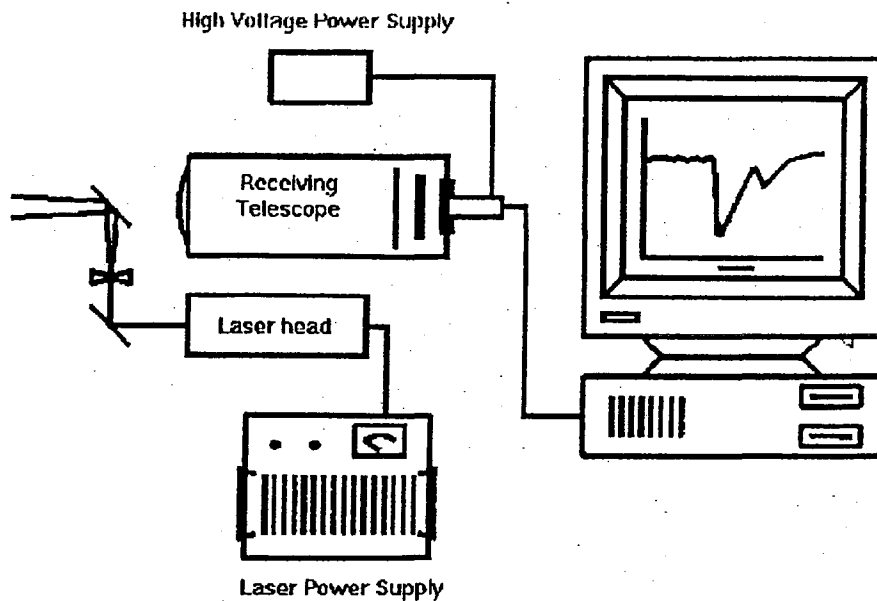 High Voltage Power Supply
Receiving
Telescope
Laser head
Laser Power Supply